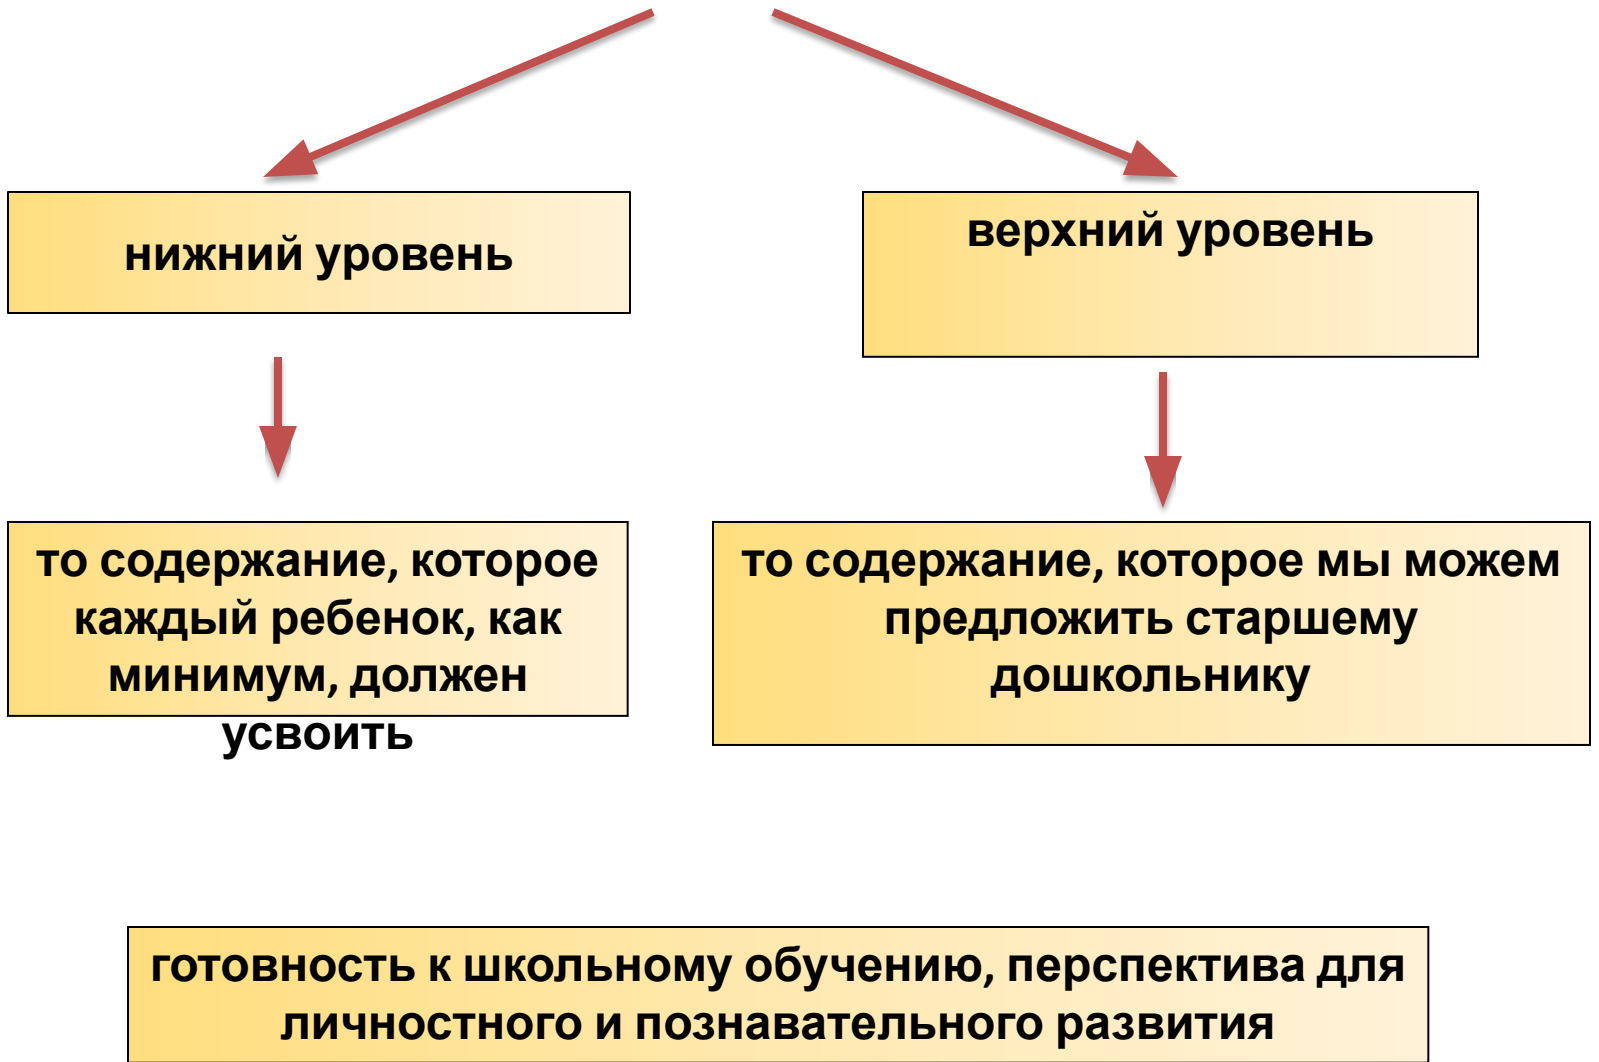 нижний уровень
верхний уровень
то содержание, которое
каждый ребенок, как
минимум, должен
усвоить
то содержание, которое мы можем
предложить старшему
дошкольнику
готовность к школьному обучению, перспектива для
личностного и познавательного развития